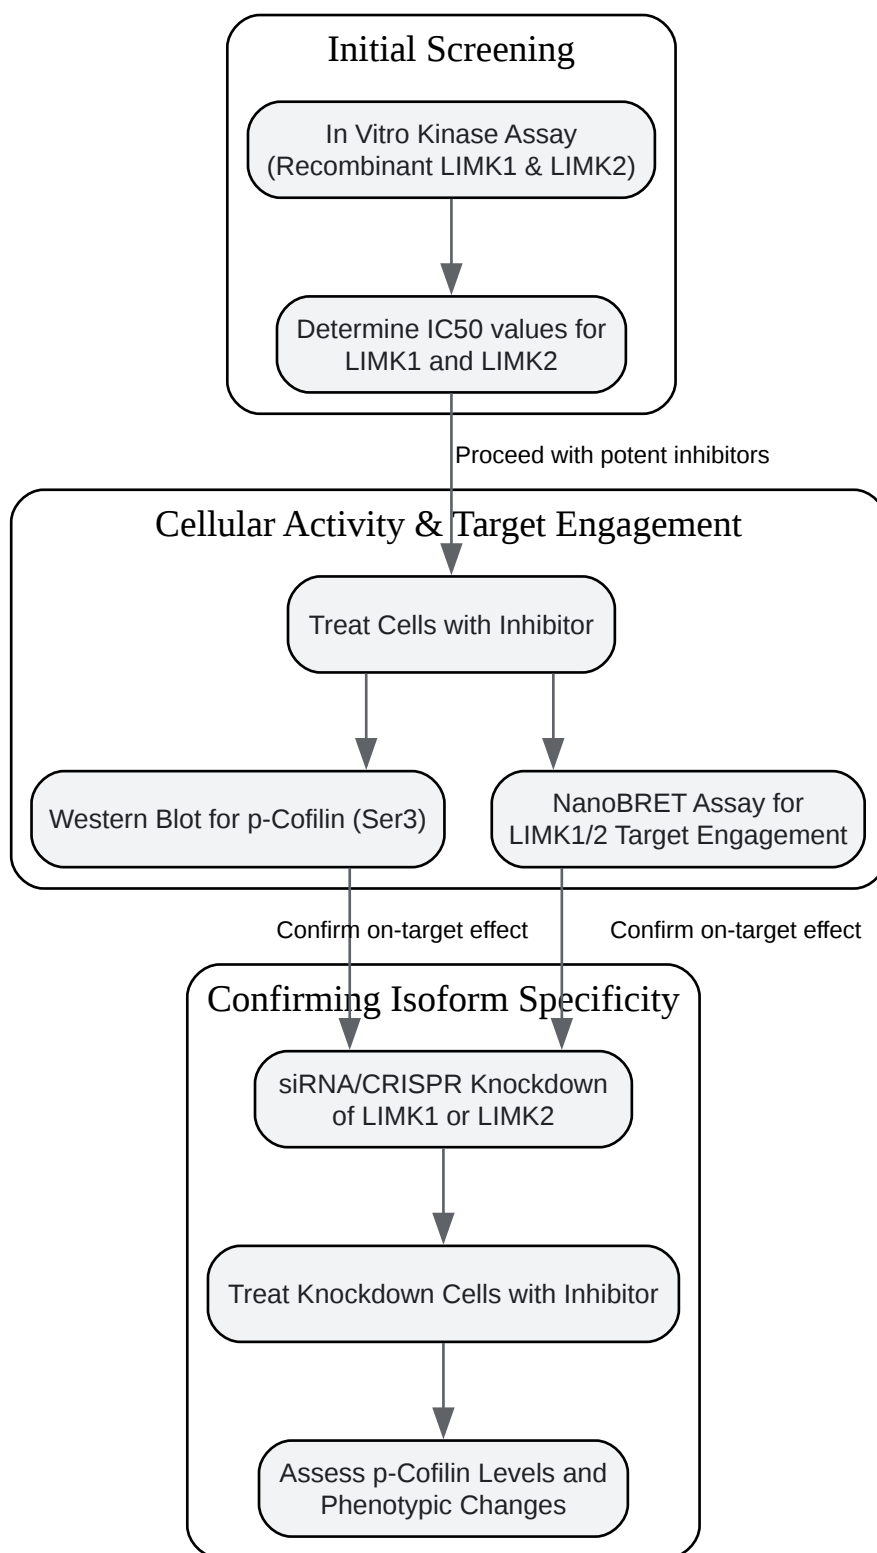 Initial Screening
In Vitro Kinase Assay
(Recombinant LIMK1 & LIMK2)
Determine IC50 values for
LIMK1 and LIMK2
Proceed with potent inhibitors
Cellular Activity & Target Engagement
Treat Cells with Inhibitor
Western Blot for p-Cofilin (Ser3)
NanoBRET Assay for
LIMK1/2 Target Engagement
Confirm on-target effect
Confirm on-target effect
Confirming Isoform Specificity
siRNA/CRISPR Knockdown
of LIMK1 or LIMK2
Treat Knockdown Cells with Inhibitor
Assess p-Cofilin Levels and
Phenotypic Changes